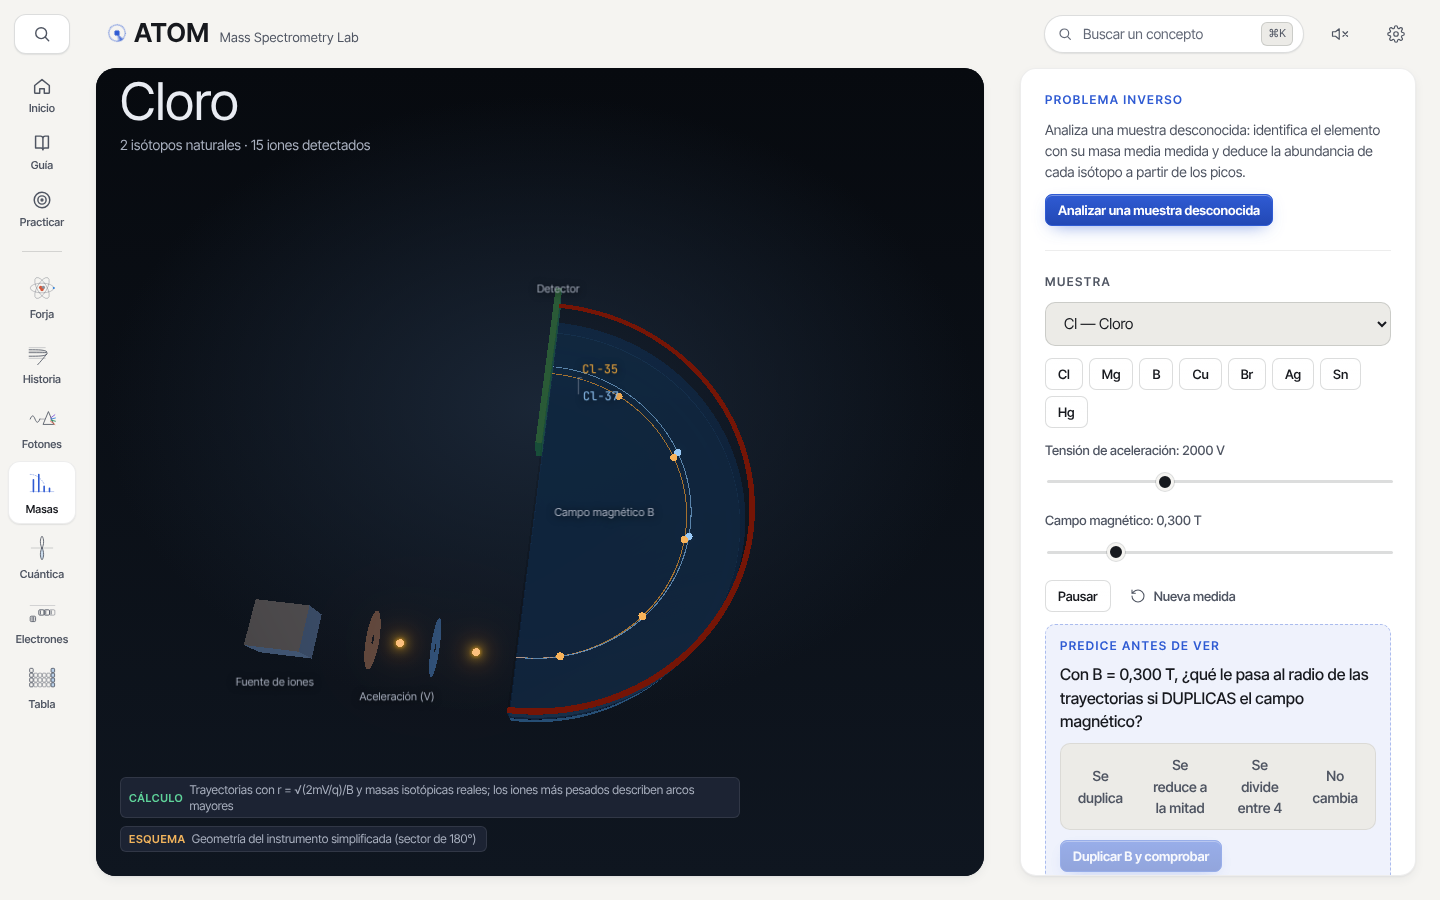 ATOM Mass Spectrometry Lab
Buscar un concepto ⌘K
Inicio
Guía
Practicar
Forja
Historia
Fotones
Masas
Cuántica
Electrones
Tabla
Cloro
2 isótopos naturales · 15 iones detectados
Detector
Cl-35
Cl-37
Campo magnético B
Fuente de iones
Aceleración (V)
CÁLCULO Trayectorias con r = √(2mV/q)/B y masas isotópicas reales; los iones más pesados describen arcos
mayores
ESQUEMA Geometría del instrumento simplificada (sector de 180°)
PROBLEMA INVERSO
Analiza una muestra desconocida: identifica el elemento
con su masa media medida y deduce la abundancia de
cada isótopo a partir de los picos.
Analizar una muestra desconocida
MUESTRA
Cl — Cloro
Cl Mg B Cu Br Ag Sn
Hg
Tensión de aceleración: 2000 V
Campo magnético: 0,300 T
Pausar Nueva medida
PREDICE ANTES DE VER
Con B = 0,300 T, ¿qué le pasa al radio de las
trayectorias si DUPLICAS el campo
magnético?
Se
duplica
Se
reduce a
la mitad
Se
divide
entre 4
No
cambia
Duplicar B y comprobar